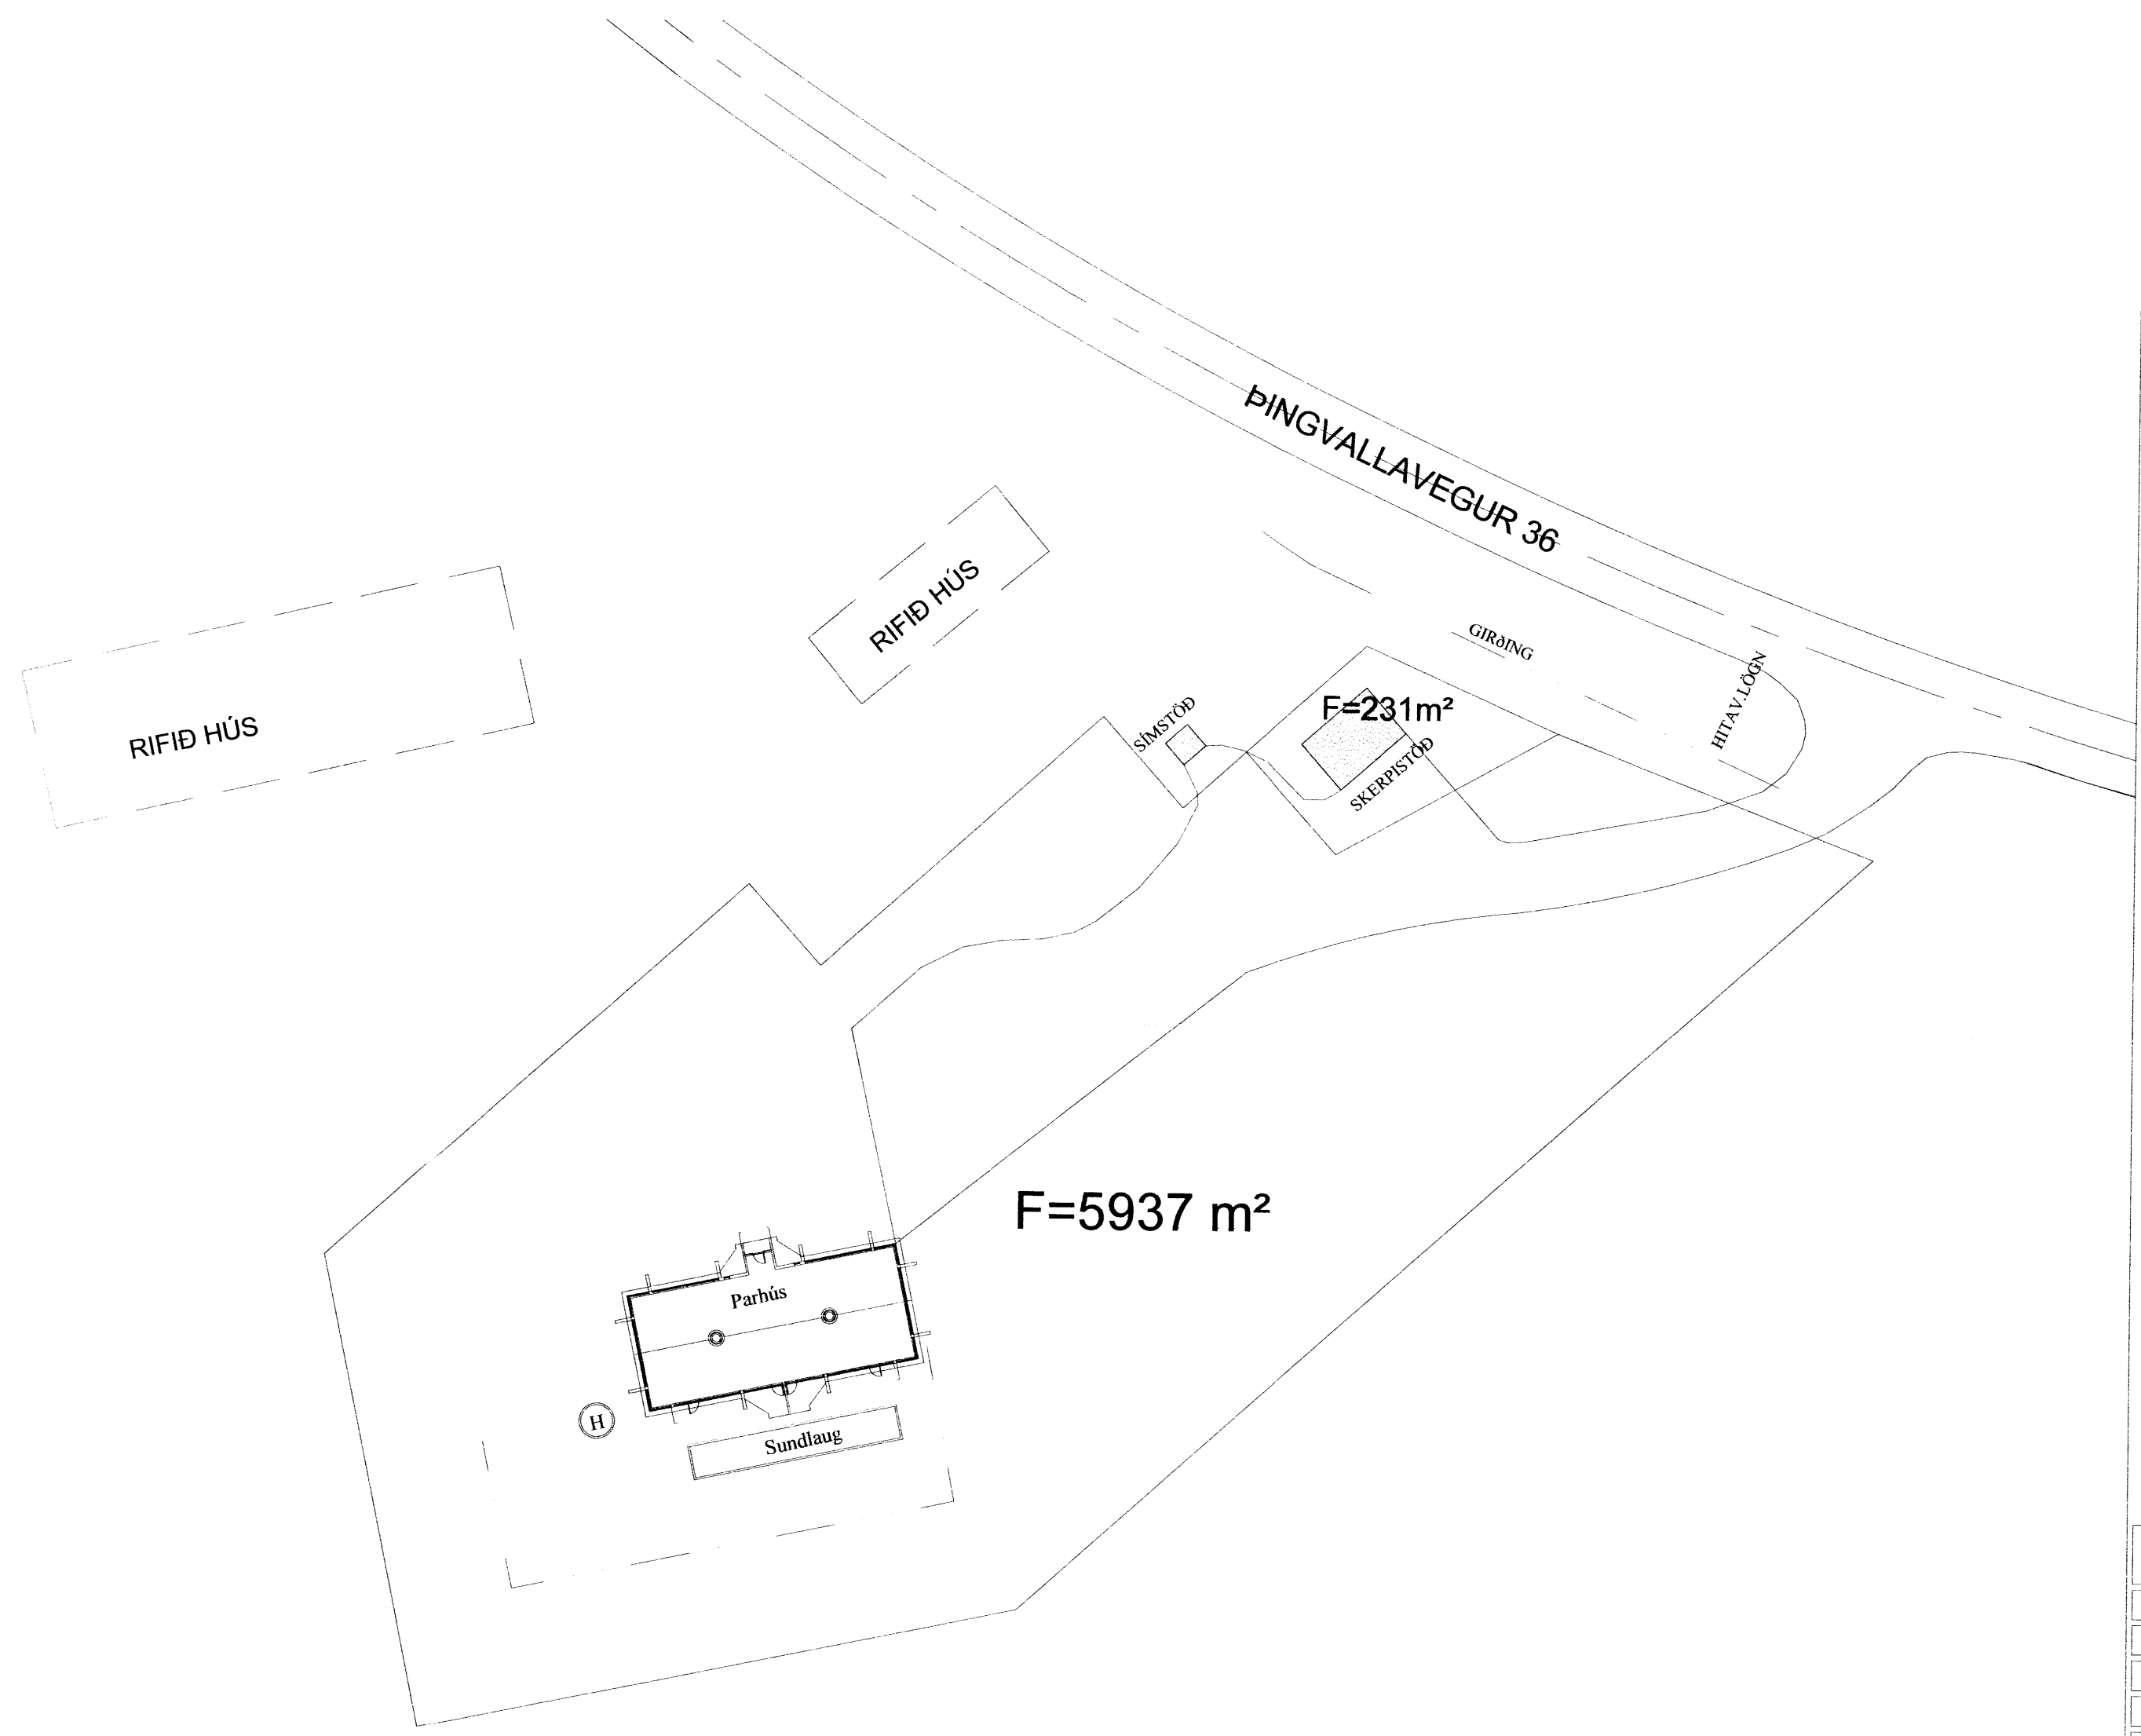 ÞINGVALLAVEGUR 36
RIFIÐ HÚS
RIFIÐ HÚS
GIRðING
HITAV.LÖGN
SÍMSTÖÐ
F=231m²
SKERPISTÖÐ
F=5937 m²
Parhús
H
Sundlaug